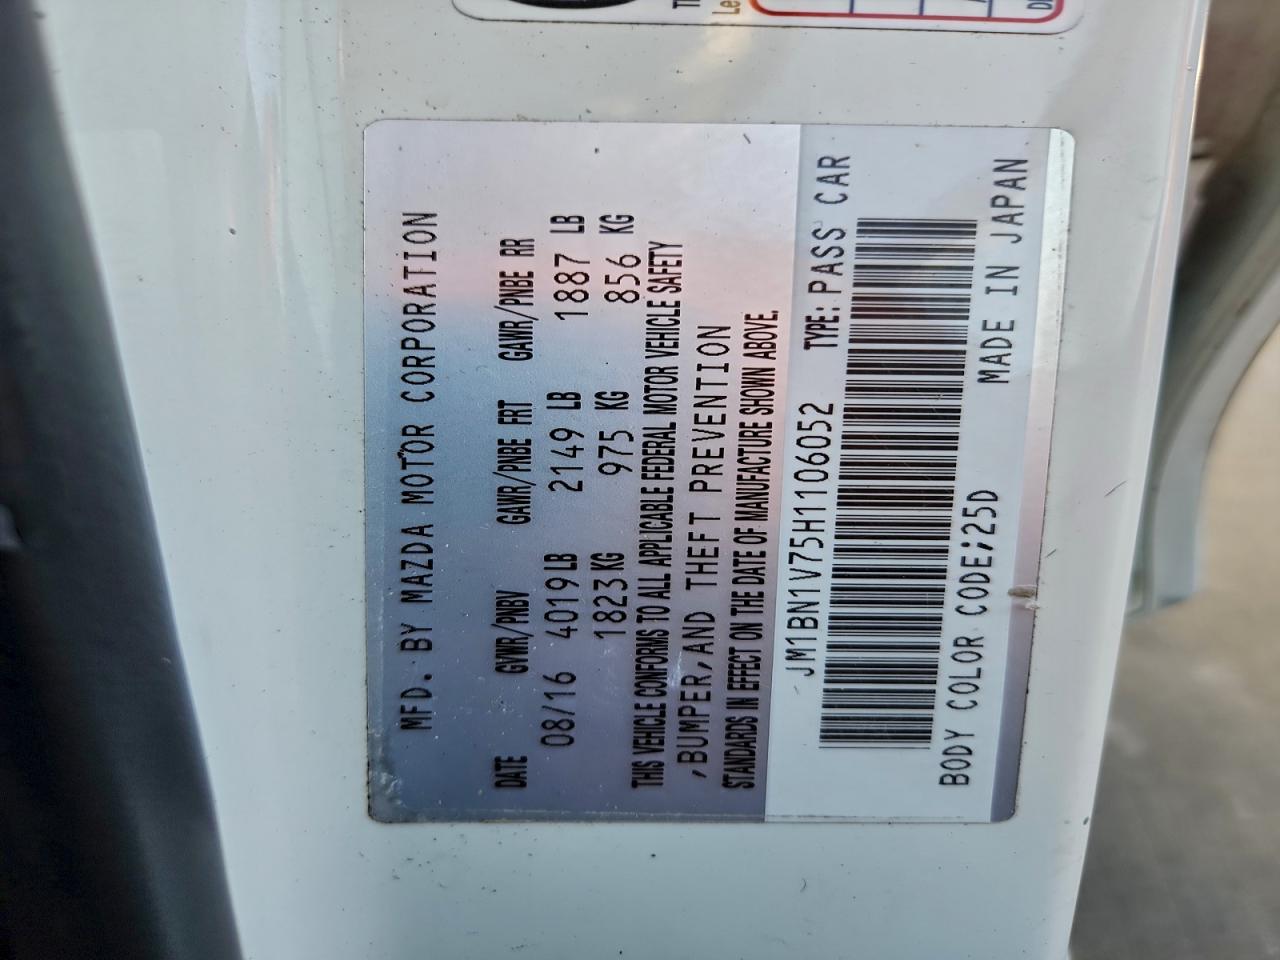 MFD. BY MAZDA MOTOR CORPORATION
DATE GVWR/PNBV GAWR/PNBE FRT GAWR/PNBE RR
08/16 4019 LB 2149 LB 1887 LB
1823 KG 975 KG 856 KG
THIS VEHICLE CONFORMS TO ALL APPLICABLE FEDERAL MOTOR VEHICLE SAFETY
,BUMPER,AND THEFT PREVENTION
STANDARDS IN EFFECT ON THE DATE OF MANUFACTURE SHOWN ABOVE.
JM1BN1V75H1106052 TYPE: PASS CAR
BODY COLOR CODE;25D MADE IN JAPAN